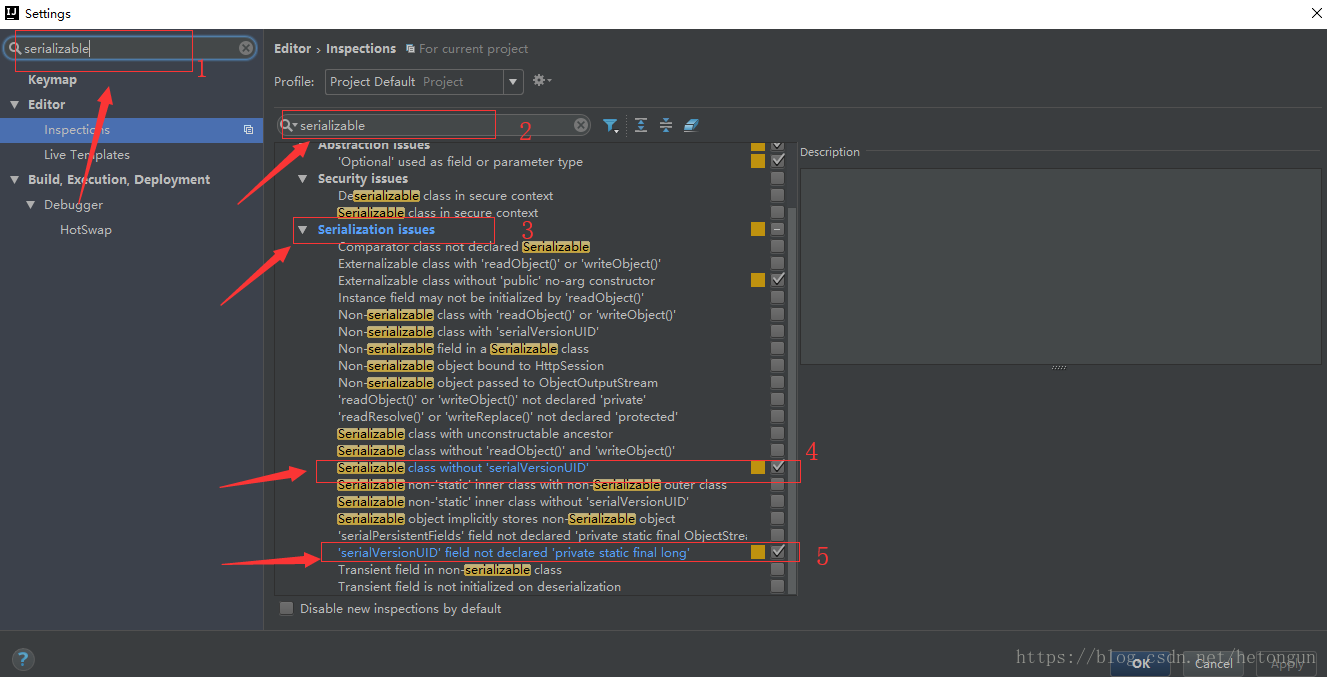 Settings
serializable
1
Keymap
Editor
Inspections
Live Templates
Build, Execution, Deployment
Debugger
HotSwap
Editor › Inspections For current project
Profile: Project Default Project
serializable
2
Abstraction issues
'Optional' used as field or parameter type
Security issues
Deserializable class in secure context
Serializable class in secure context
Serialization issues
3
Comparator class not declared Serializable
Externalizable class with 'readObject()' or 'writeObject()'
Externalizable class without 'public' no-arg constructor
Instance field may not be initialized by 'readObject()'
Non-serializable class with 'readObject()' or 'writeObject()'
Non-serializable class with 'serialVersionUID'
Non-serializable field in a Serializable class
Non-serializable object bound to HttpSession
Non-serializable object passed to ObjectOutputStream
'readObject()' or 'writeObject()' not declared 'private'
'readResolve()' or 'writeReplace()' not declared 'protected'
Serializable class with unconstructable ancestor
Serializable class without 'readObject()' and 'writeObject()'
4
Serializable class without 'serialVersionUID'
Serializable non-'static' inner class with non-Serializable outer class
Serializable non-'static' inner class without 'serialVersionUID'
Serializable object implicitly stores non-Serializable object
'serialPersistentFields' field not declared 'private static final ObjectStrea
'serialVersionUID' field not declared 'private static final long'
5
Transient field in non-serializable class
Transient field is not initialized on deserialization
Disable new inspections by default
Description
?
OK
Cancel
Apply
https://blog.csdn.net/hetongun